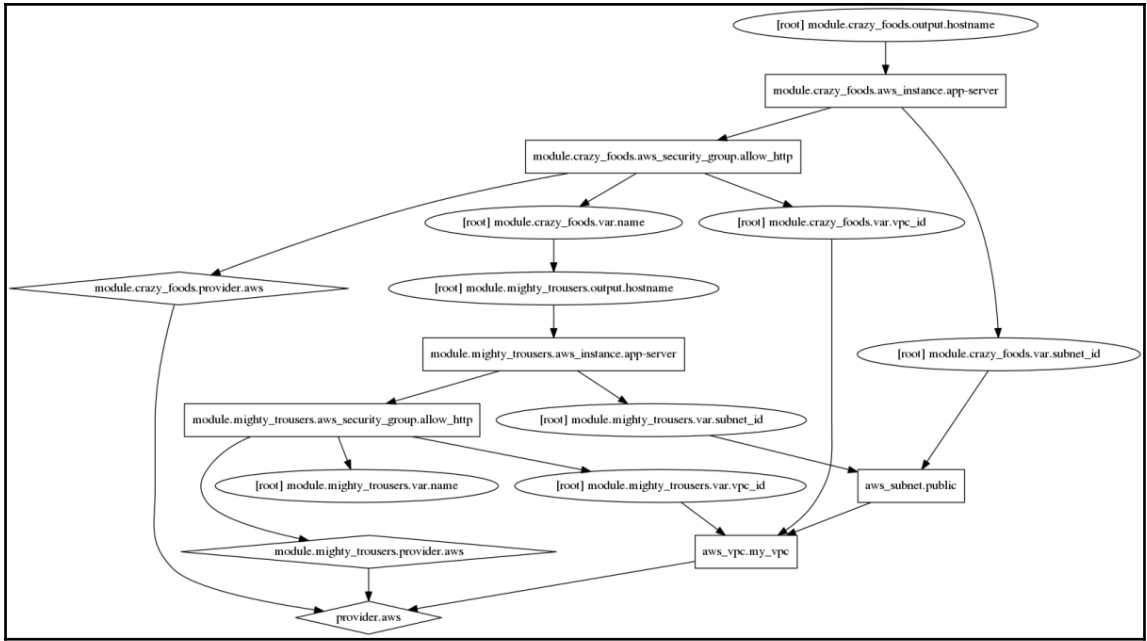 [root] module.crazy_foods.output.hostname
module.crazy_foods.aws_instance.app-server
module.crazy_foods.aws_security_group.allow_http
[root] module.crazy_foods.var.name
[root] module.crazy_foods.var.vpc_id
module.crazy_foods.provider.aws
[root] module.mighty_trousers.output.hostname
module.mighty_trousers.aws_instance.app-server
[root] module.crazy_foods.var.subnet_id
module.mighty_trousers.aws_security_group.allow_http
[root] module.mighty_trousers.var.subnet_id
[root] module.mighty_trousers.var.name
[root] module.mighty_trousers.var.vpc_id
aws_subnet.public
module.mighty_trousers.provider.aws
aws_vpc.my_vpc
provider.aws